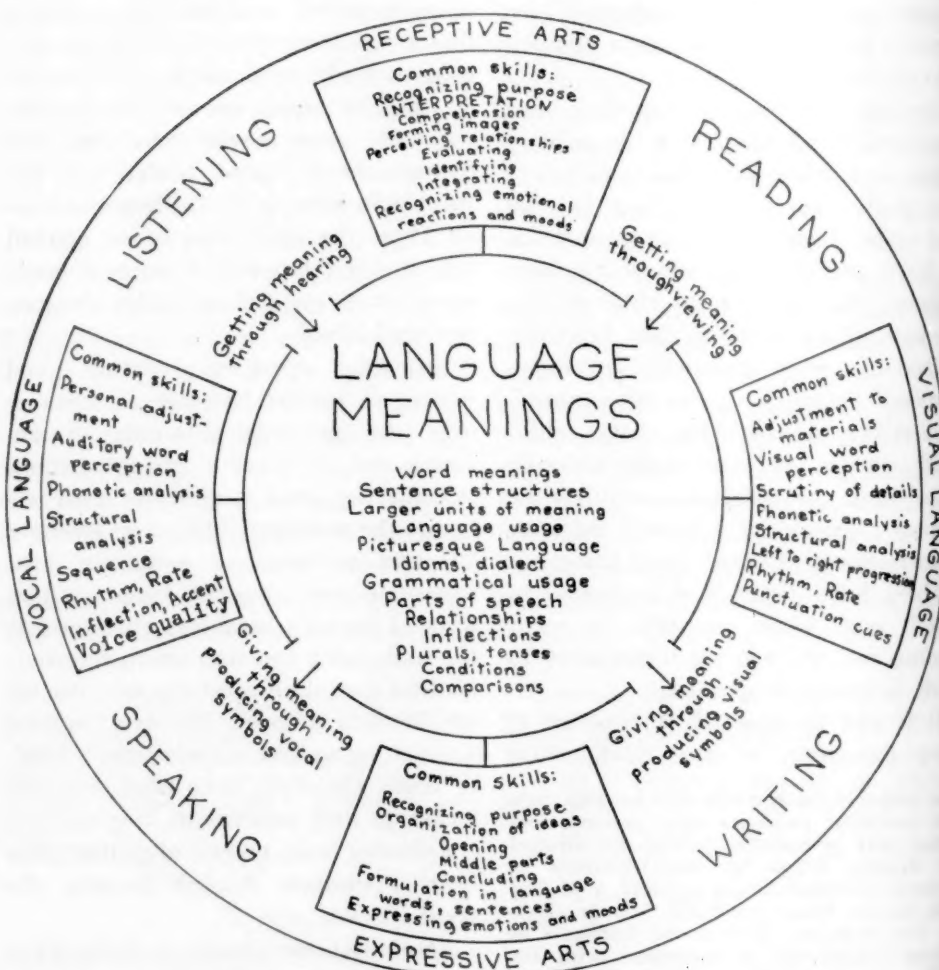 RECEPTIVE ARTS
Common skills:
Recognizing purpose
INTERPRETATION
Comprehension
Forming images
Perceiving relationships
Evaluating
Identifying
Integrating
Recognizing emotional
reactions and moods
LISTENING
READING
Getting meaning
through hearing
Getting meaning
through viewing
VOCAL LANGUAGE
Common skills:
Personal adjust-
ment
Auditory word
perception
Phonetic analysis
Structural
analysis
Sequence
Rhythm, Rate
Inflection, Accent
Voice quality
LANGUAGE
MEANINGS
Word meanings
Sentence structures
Larger units of meaning
Language usage
Picturesque Language
Idioms, dialect
Grammatical usage
Parts of speech
Relationships
Inflections
Plurals, tenses
Conditions
Comparisons
VISUAL LANGUAGE
Common skills:
Adjustment to
materials
Visual word
perception
Scrutiny of details
Phonetic analysis
Structural analysis
Left to right progression
Rhythm, Rate
Punctuation cues
Giving meaning
through
producing vocal
symbols
Giving meaning
through
producing visual
symbols
SPEAKING
WRITING
Common skills:
Recognizing purpose
Organization of ideas
Opening
Middle parts
Concluding
Formulation in language
words, sentences
Expressing emotions and moods
EXPRESSIVE ARTS